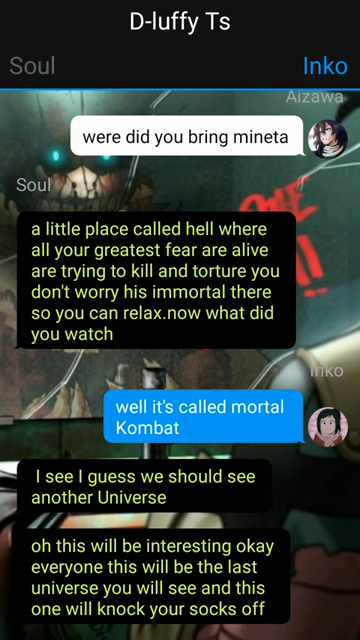 D-luffy Ts
Soul
Inko
Aizawa
were did you bring mineta
Soul
a little place called hell where
all your greatest fear are alive
are trying to kill and torture you
don't worry his immortal there
so you can relax.now what did
you watch
Inko
well it's called mortal
Kombat
I see I guess we should see
another Universe
oh this will be interesting okay
everyone this will be the last
universe you will see and this
one will knock your socks off